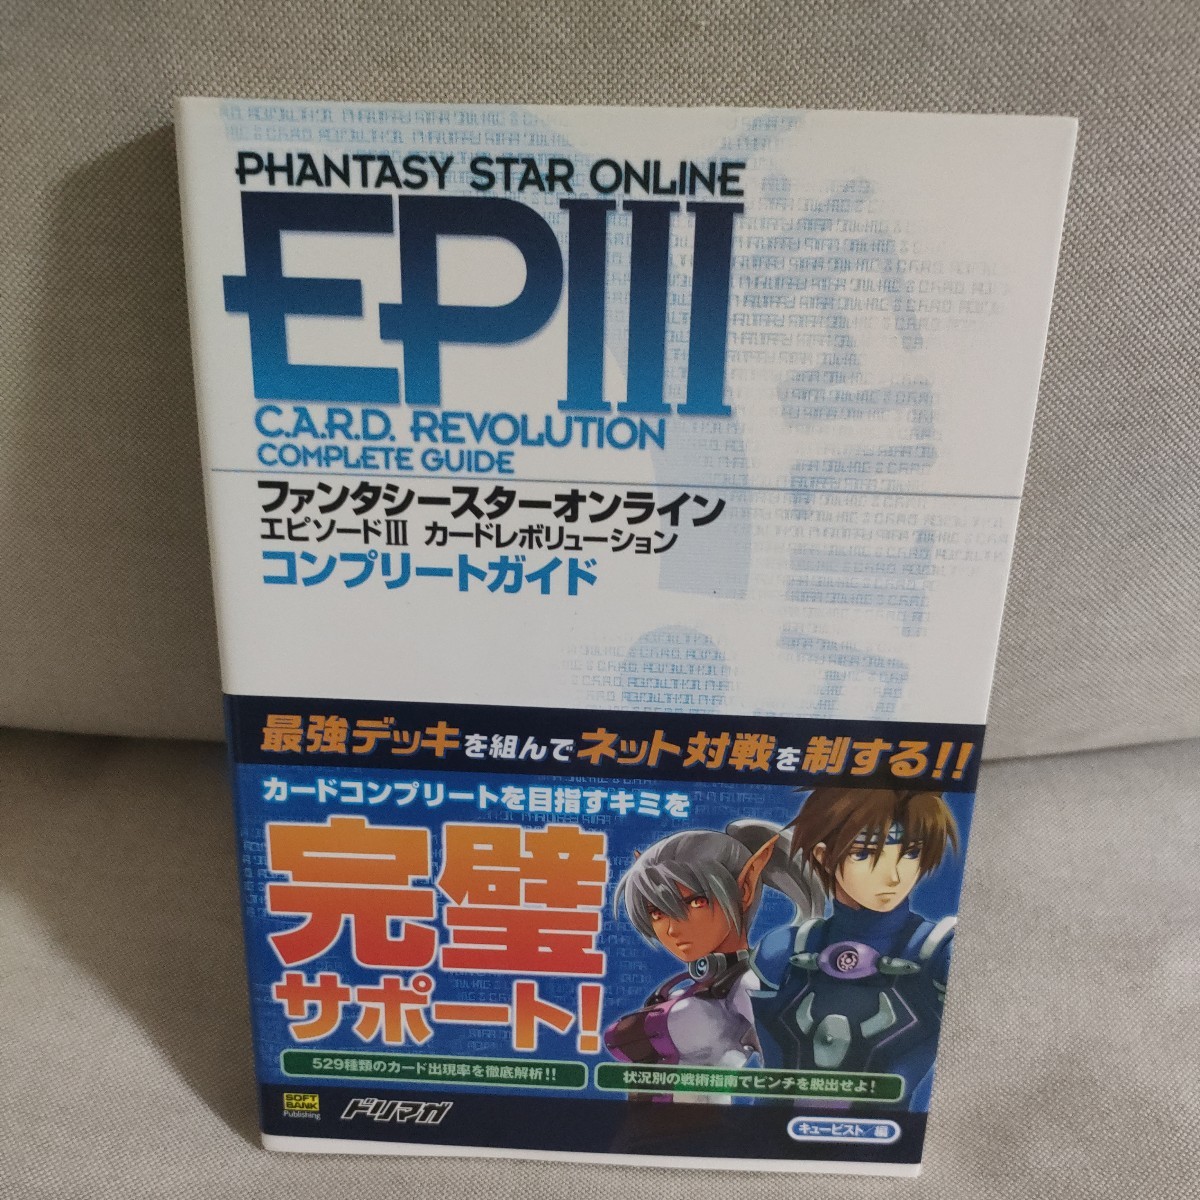 PHANTASY STAR ONLINE
EPIII
C.A.R.D. REVOLUTION
COMPLETE GUIDE
ファンタシースターオンライン
エピソードIII カードレボリューション
コンプリートガイド
最強デッキを組んでネット対戦を制する!!
カードコンプリートを目指すキミを
完璧
サポート!
529種類のカード出現率を徹底解析!!
状況別の戦術指南でピンチを脱出せよ!
SOFT
BANK
Publishing
ドリマガ
キュービスト/編